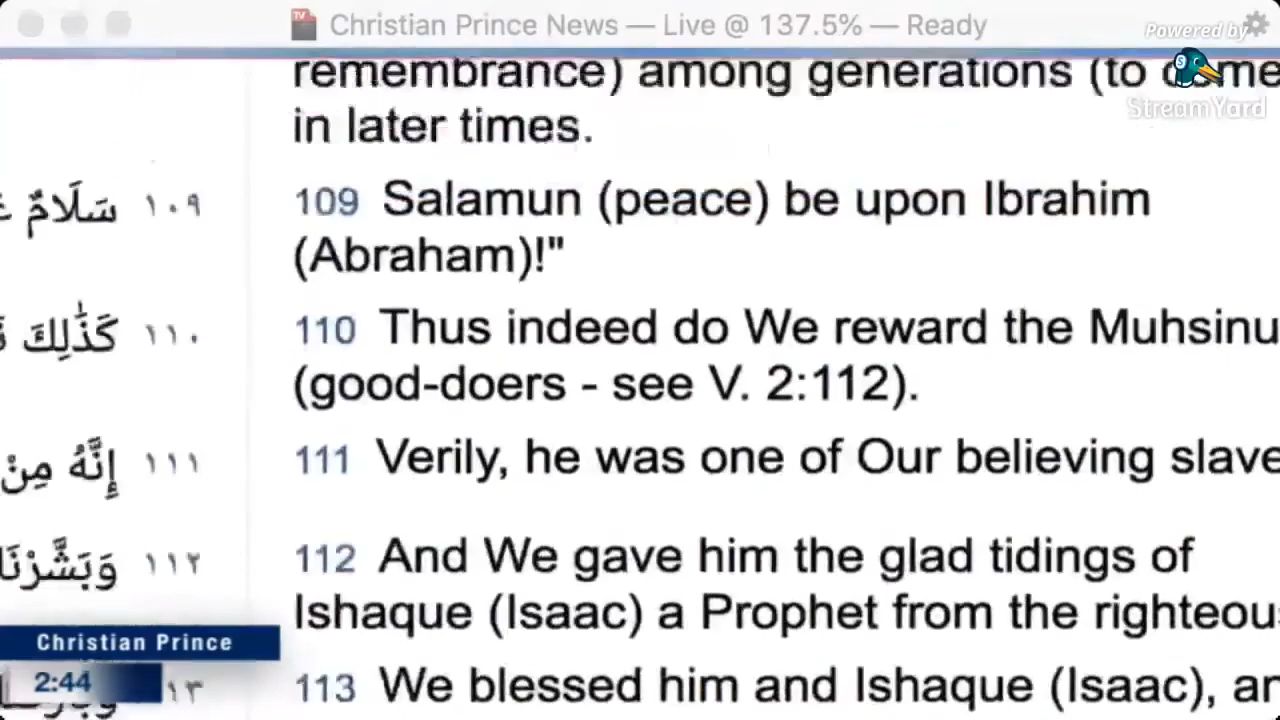 Christian Prince News — Live @ 137.5% — Ready
Powered by
StreamYard
remembrance) among generations (to
in later times.
سَلَامٌ ١٠٩
109 Salamun (peace) be upon Ibrahim
(Abraham)!"
كَذَٰلِكَ ١١٠
110 Thus indeed do We reward the Muhsinu
(good-doers - see V. 2:112).
إِنَّهُ مِنْ ١١١
111 Verily, he was one of Our believing slave
وَبَشَّرْنَا ١١٢
112 And We gave him the glad tidings of
Ishaque (Isaac) a Prophet from the righteou
Christian Prince
2:44
113 We blessed him and Ishaque (Isaac), an